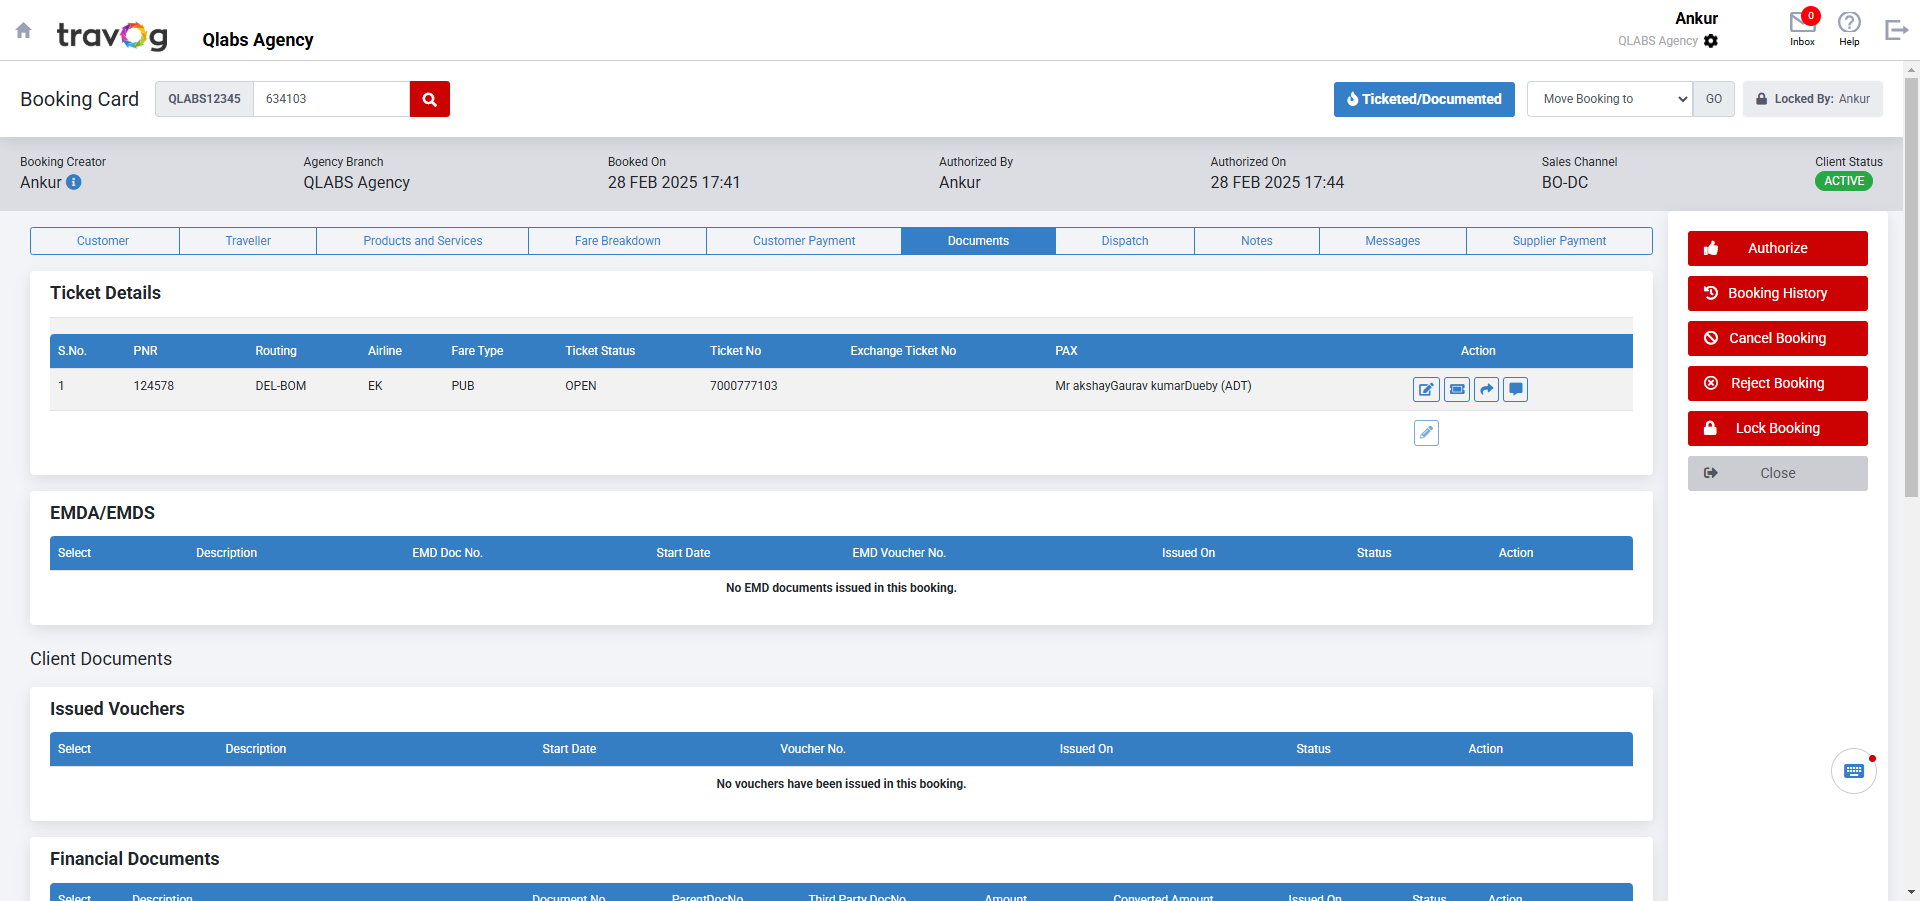 travog
Qlabs Agency
Ankur
QLABS Agency
0
Inbox
Help
Booking Card
QLABS12345
634103
Ticketed/Documented
Move Booking to
GO
Locked By: Ankur
Booking Creator
Ankur
Agency Branch
QLABS Agency
Booked On
28 FEB 2025 17:41
Authorized By
Ankur
Authorized On
28 FEB 2025 17:44
Sales Channel
BO-DC
Client Status
ACTIVE
Customer
Traveller
Products and Services
Fare Breakdown
Customer Payment
Documents
Dispatch
Notes
Messages
Supplier Payment
Ticket Details
S.No. PNR Routing Airline Fare Type Ticket Status Ticket No Exchange Ticket No PAX Action
1 124578 DEL-BOM EK PUB OPEN 7000777103 Mr akshayGaurav kumarDueby (ADT)
EMDA/EMDS
Select Description EMD Doc No. Start Date EMD Voucher No. Issued On Status Action
No EMD documents issued in this booking.
Client Documents
Issued Vouchers
Select Description Start Date Voucher No. Issued On Status Action
No vouchers have been issued in this booking.
Financial Documents
Select Description Document No ParentDocNo Third Party DocNo Amount Converted Amount Issued On Status Action
Authorize
Booking History
Cancel Booking
Reject Booking
Lock Booking
Close